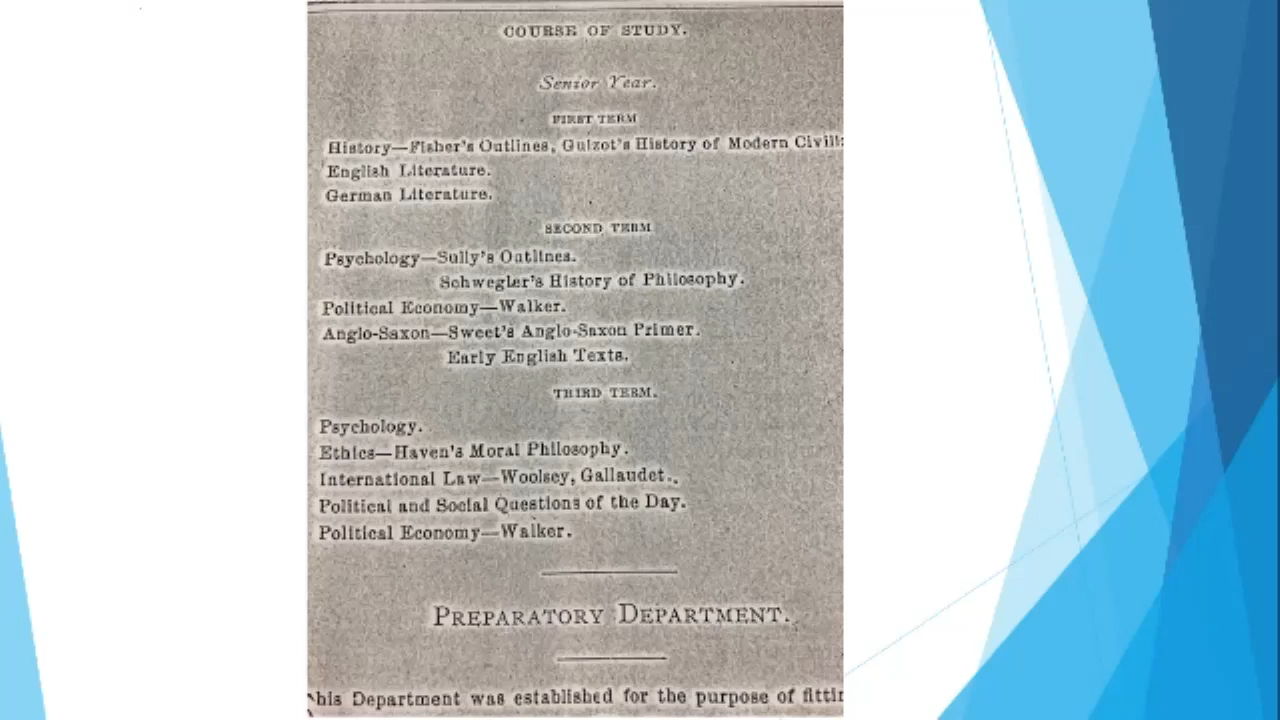 COURSE OF STUDY.
Senior Year.
FIRST TERM
History—Fisher's Outlines, Guizot's History of Modern Civili
English Literature.
German Literature.
SECOND TERM
Psychology—Sully's Outlines.
Schwegler's History of Philosophy.
Political Economy—Walker.
Anglo-Saxon—Sweet's Anglo-Saxon Primer.
Early English Texts.
THIRD TERM.
Psychology.
Ethics—Haven's Moral Philosophy.
International Law—Woolsey, Gallaudet..
Political and Social Questions of the Day.
Political Economy—Walker.
PREPARATORY DEPARTMENT.
his Department was established for the purpose of fittin